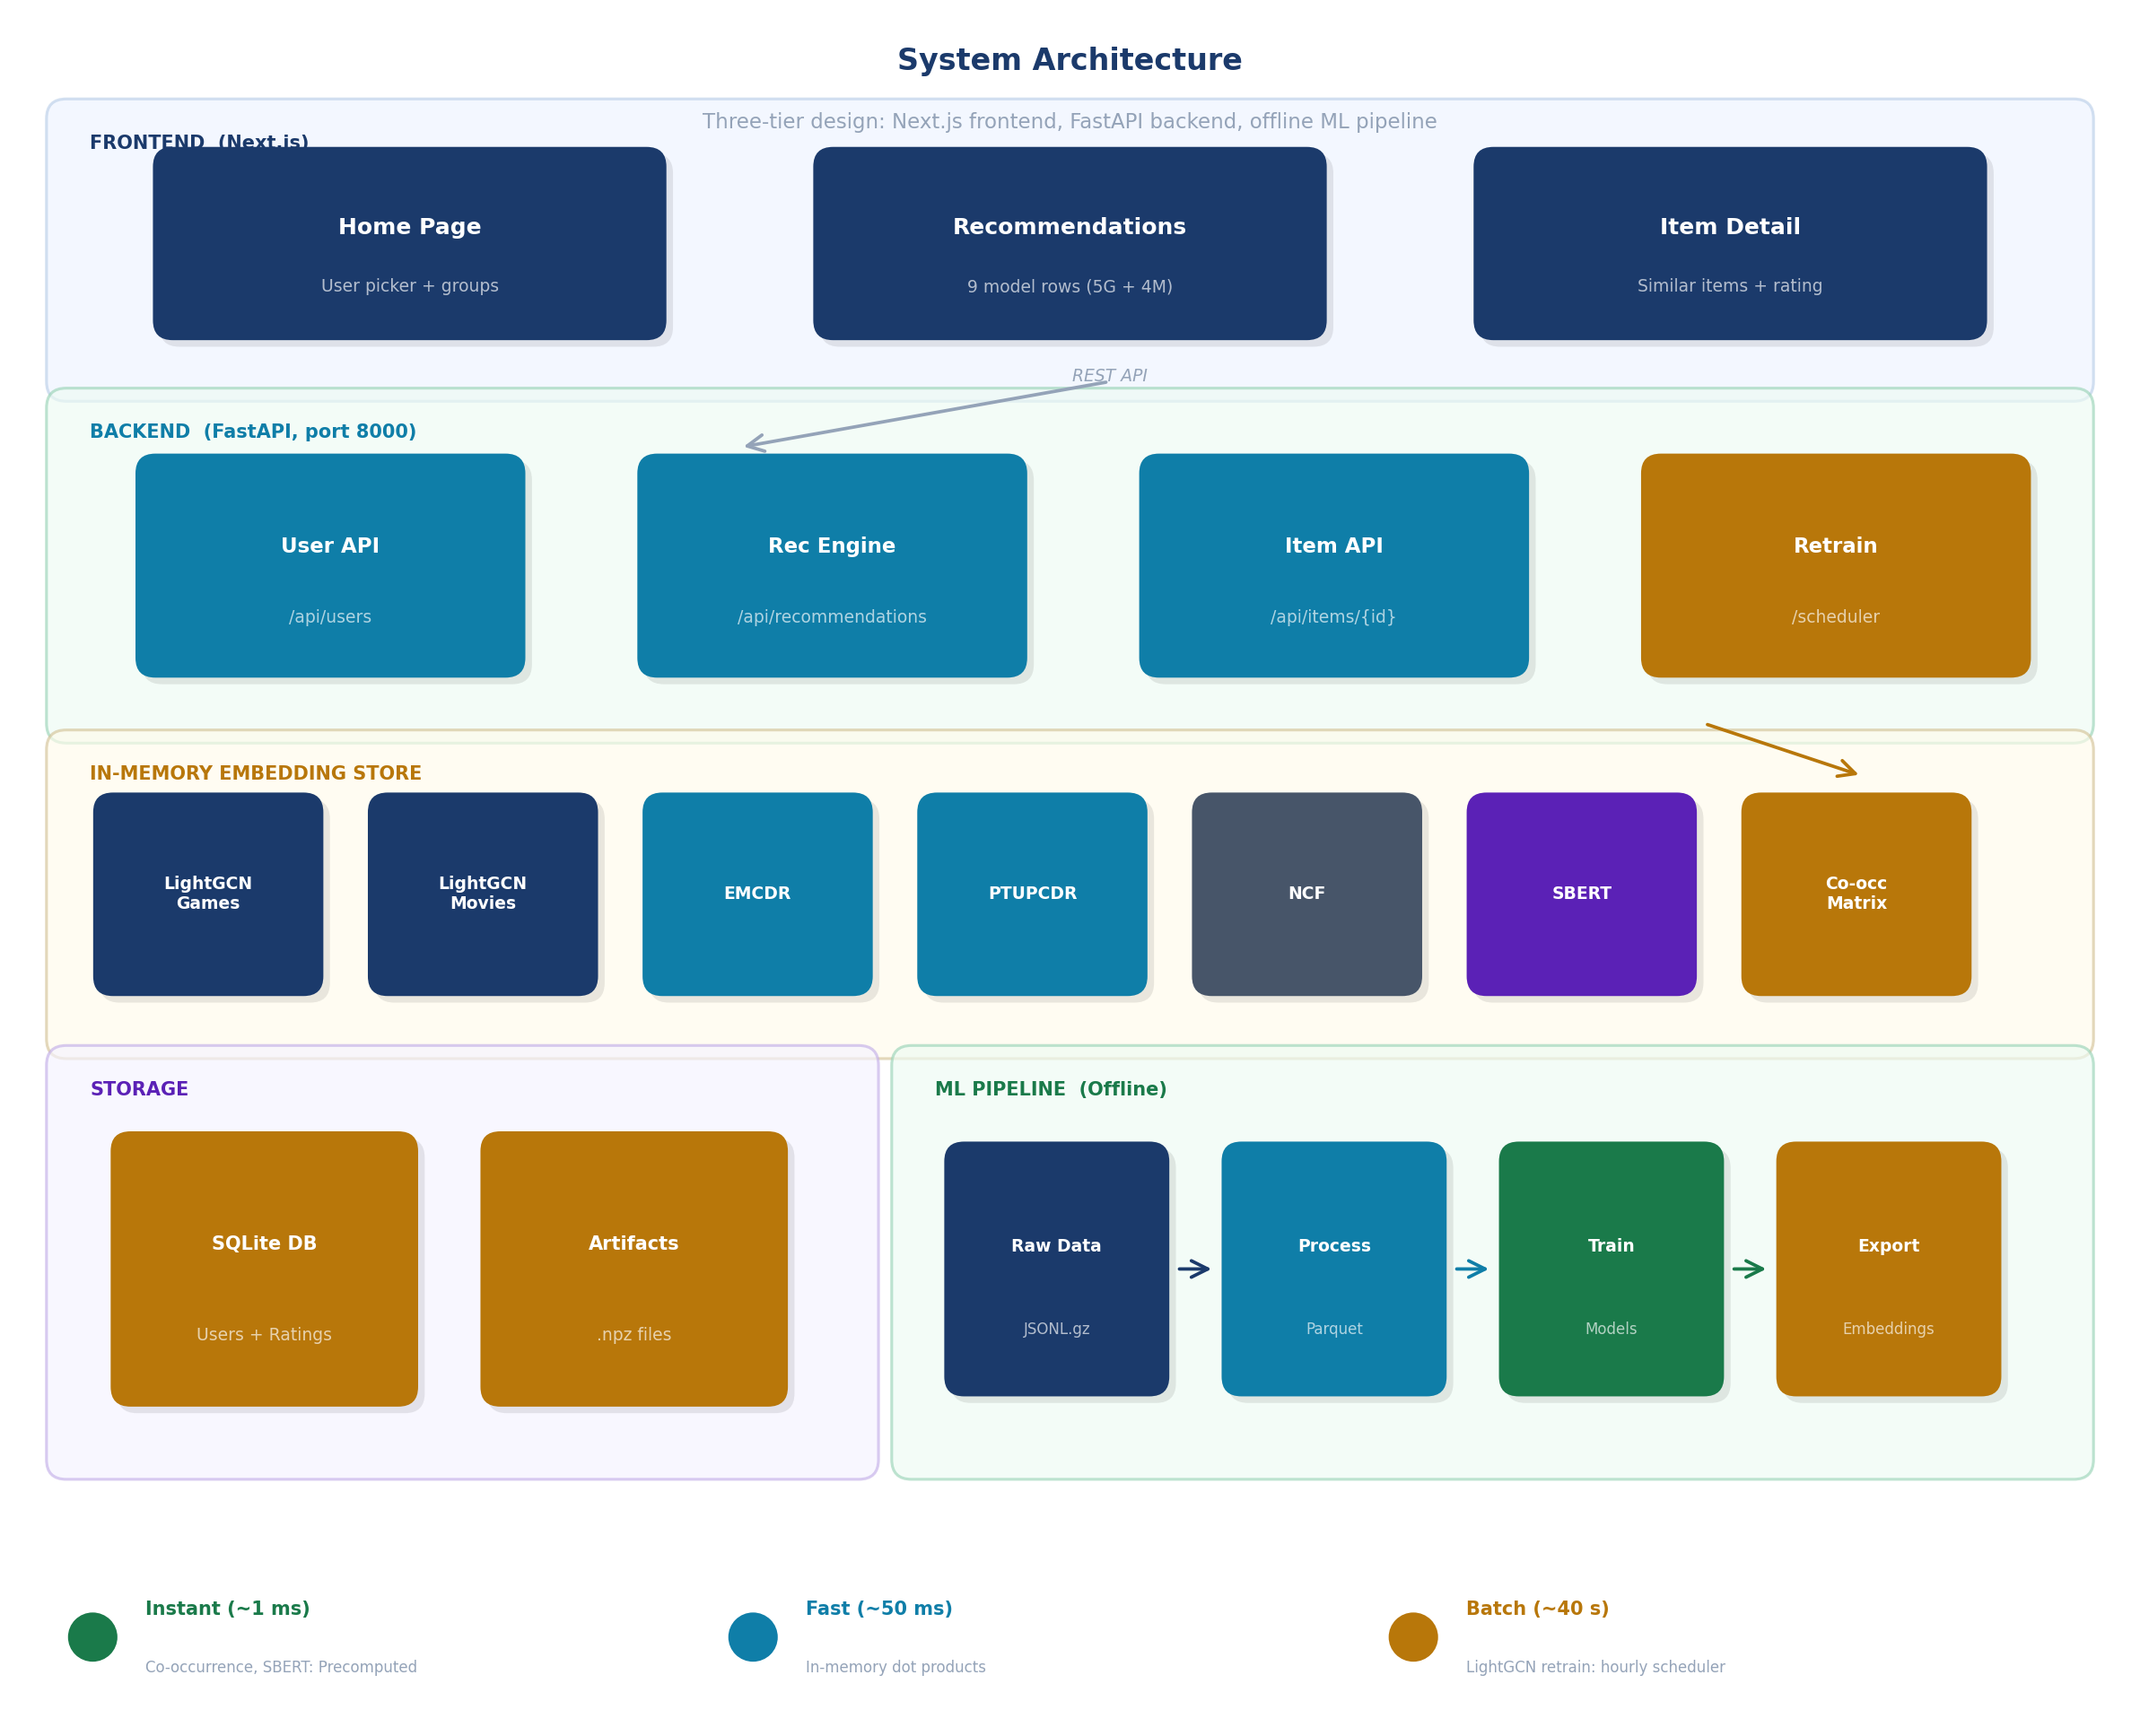 System Architecture
Three-tier design: Next.js frontend, FastAPI backend, offline ML pipeline
FRONTEND (Next.js)
Home Page
User picker + groups
Recommendations
9 model rows (5G + 4M)
Item Detail
Similar items + rating
REST API
BACKEND (FastAPI, port 8000)
User API
/api/users
Rec Engine
/api/recommendations
Item API
/api/items/{id}
Retrain
/scheduler
IN-MEMORY EMBEDDING STORE
LightGCN
Games
LightGCN
Movies
EMCDR
PTUPCDR
NCF
SBERT
Co-occ
Matrix
STORAGE
SQLite DB
Users + Ratings
Artifacts
.npz files
ML PIPELINE (Offline)
Raw Data
JSONL.gz
Process
Parquet
Train
Models
Export
Embeddings
Instant (~1 ms)
Co-occurrence, SBERT: Precomputed
Fast (~50 ms)
In-memory dot products
Batch (~40 s)
LightGCN retrain: hourly scheduler